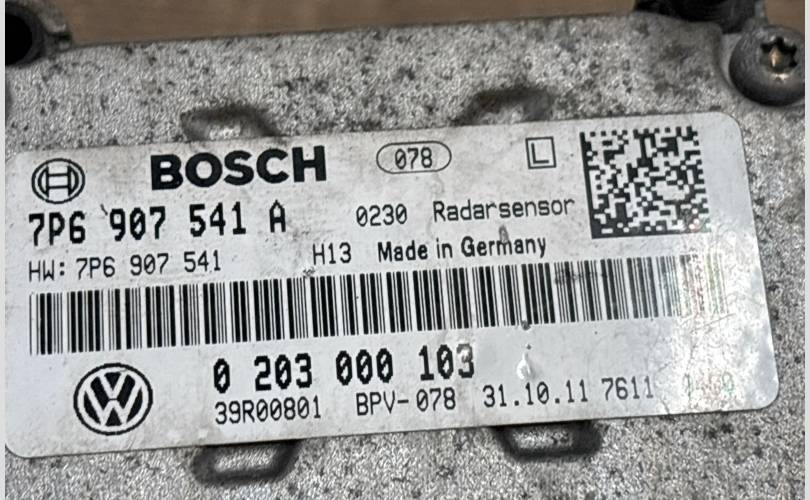 BOSCH 078 L
7P6 907 541 A 0230 Radarsensor
HW: 7P6 907 541 H13 Made in Germany
0 203 000 103
39R00801 BPV-078 31.10.11 7611